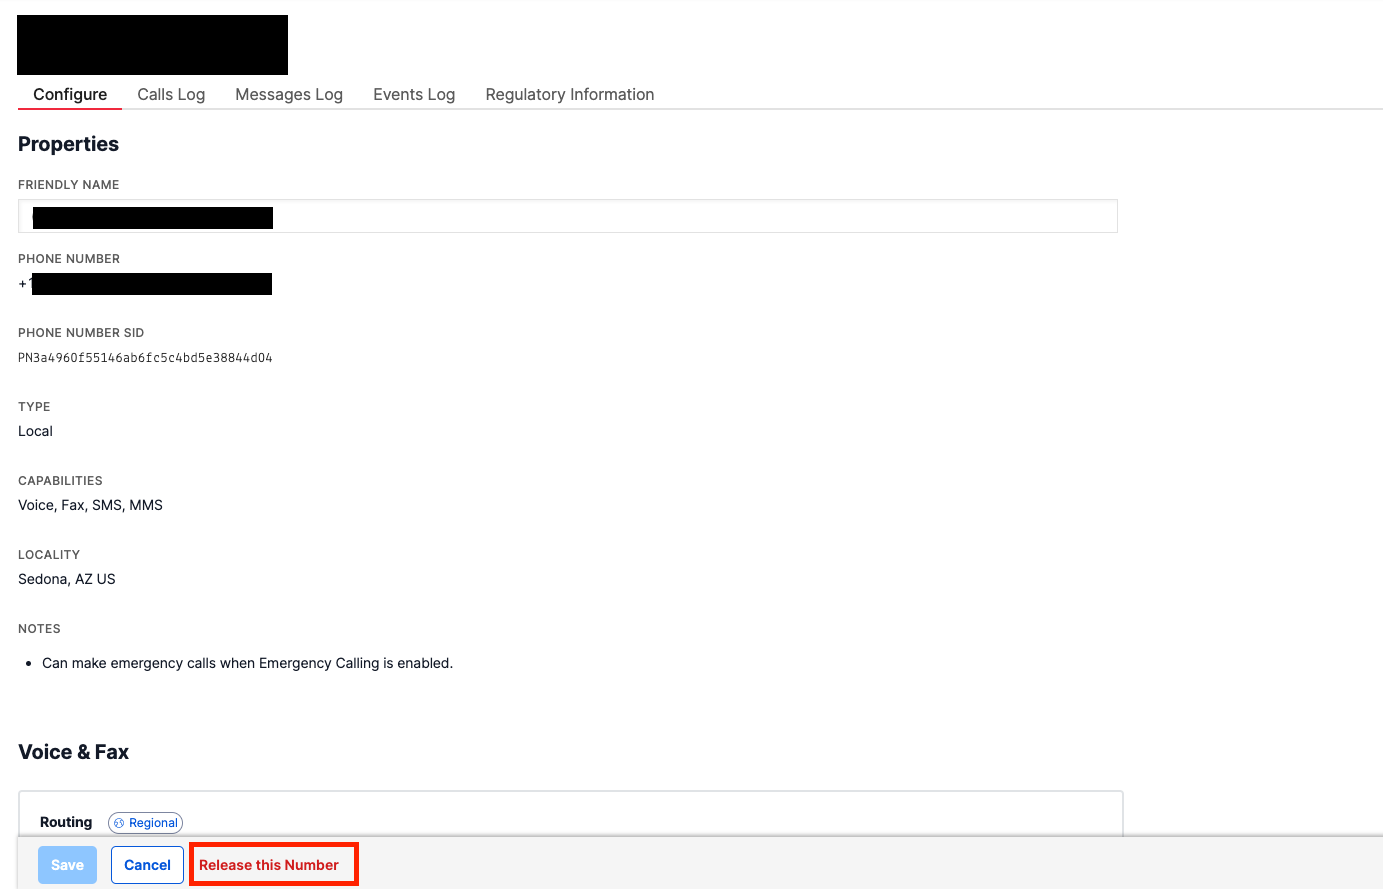 Configure Calls Log Messages Log Events Log Regulatory Information
Properties
FRIENDLY NAME
PHONE NUMBER
+1
PHONE NUMBER SID
PN3a4960f55146ab6fc5c4bd5e38844d04
TYPE
Local
CAPABILITIES
Voice, Fax, SMS, MMS
LOCALITY
Sedona, AZ US
NOTES
• Can make emergency calls when Emergency Calling is enabled.
Voice & Fax
Routing Regional
Save Cancel Release this Number